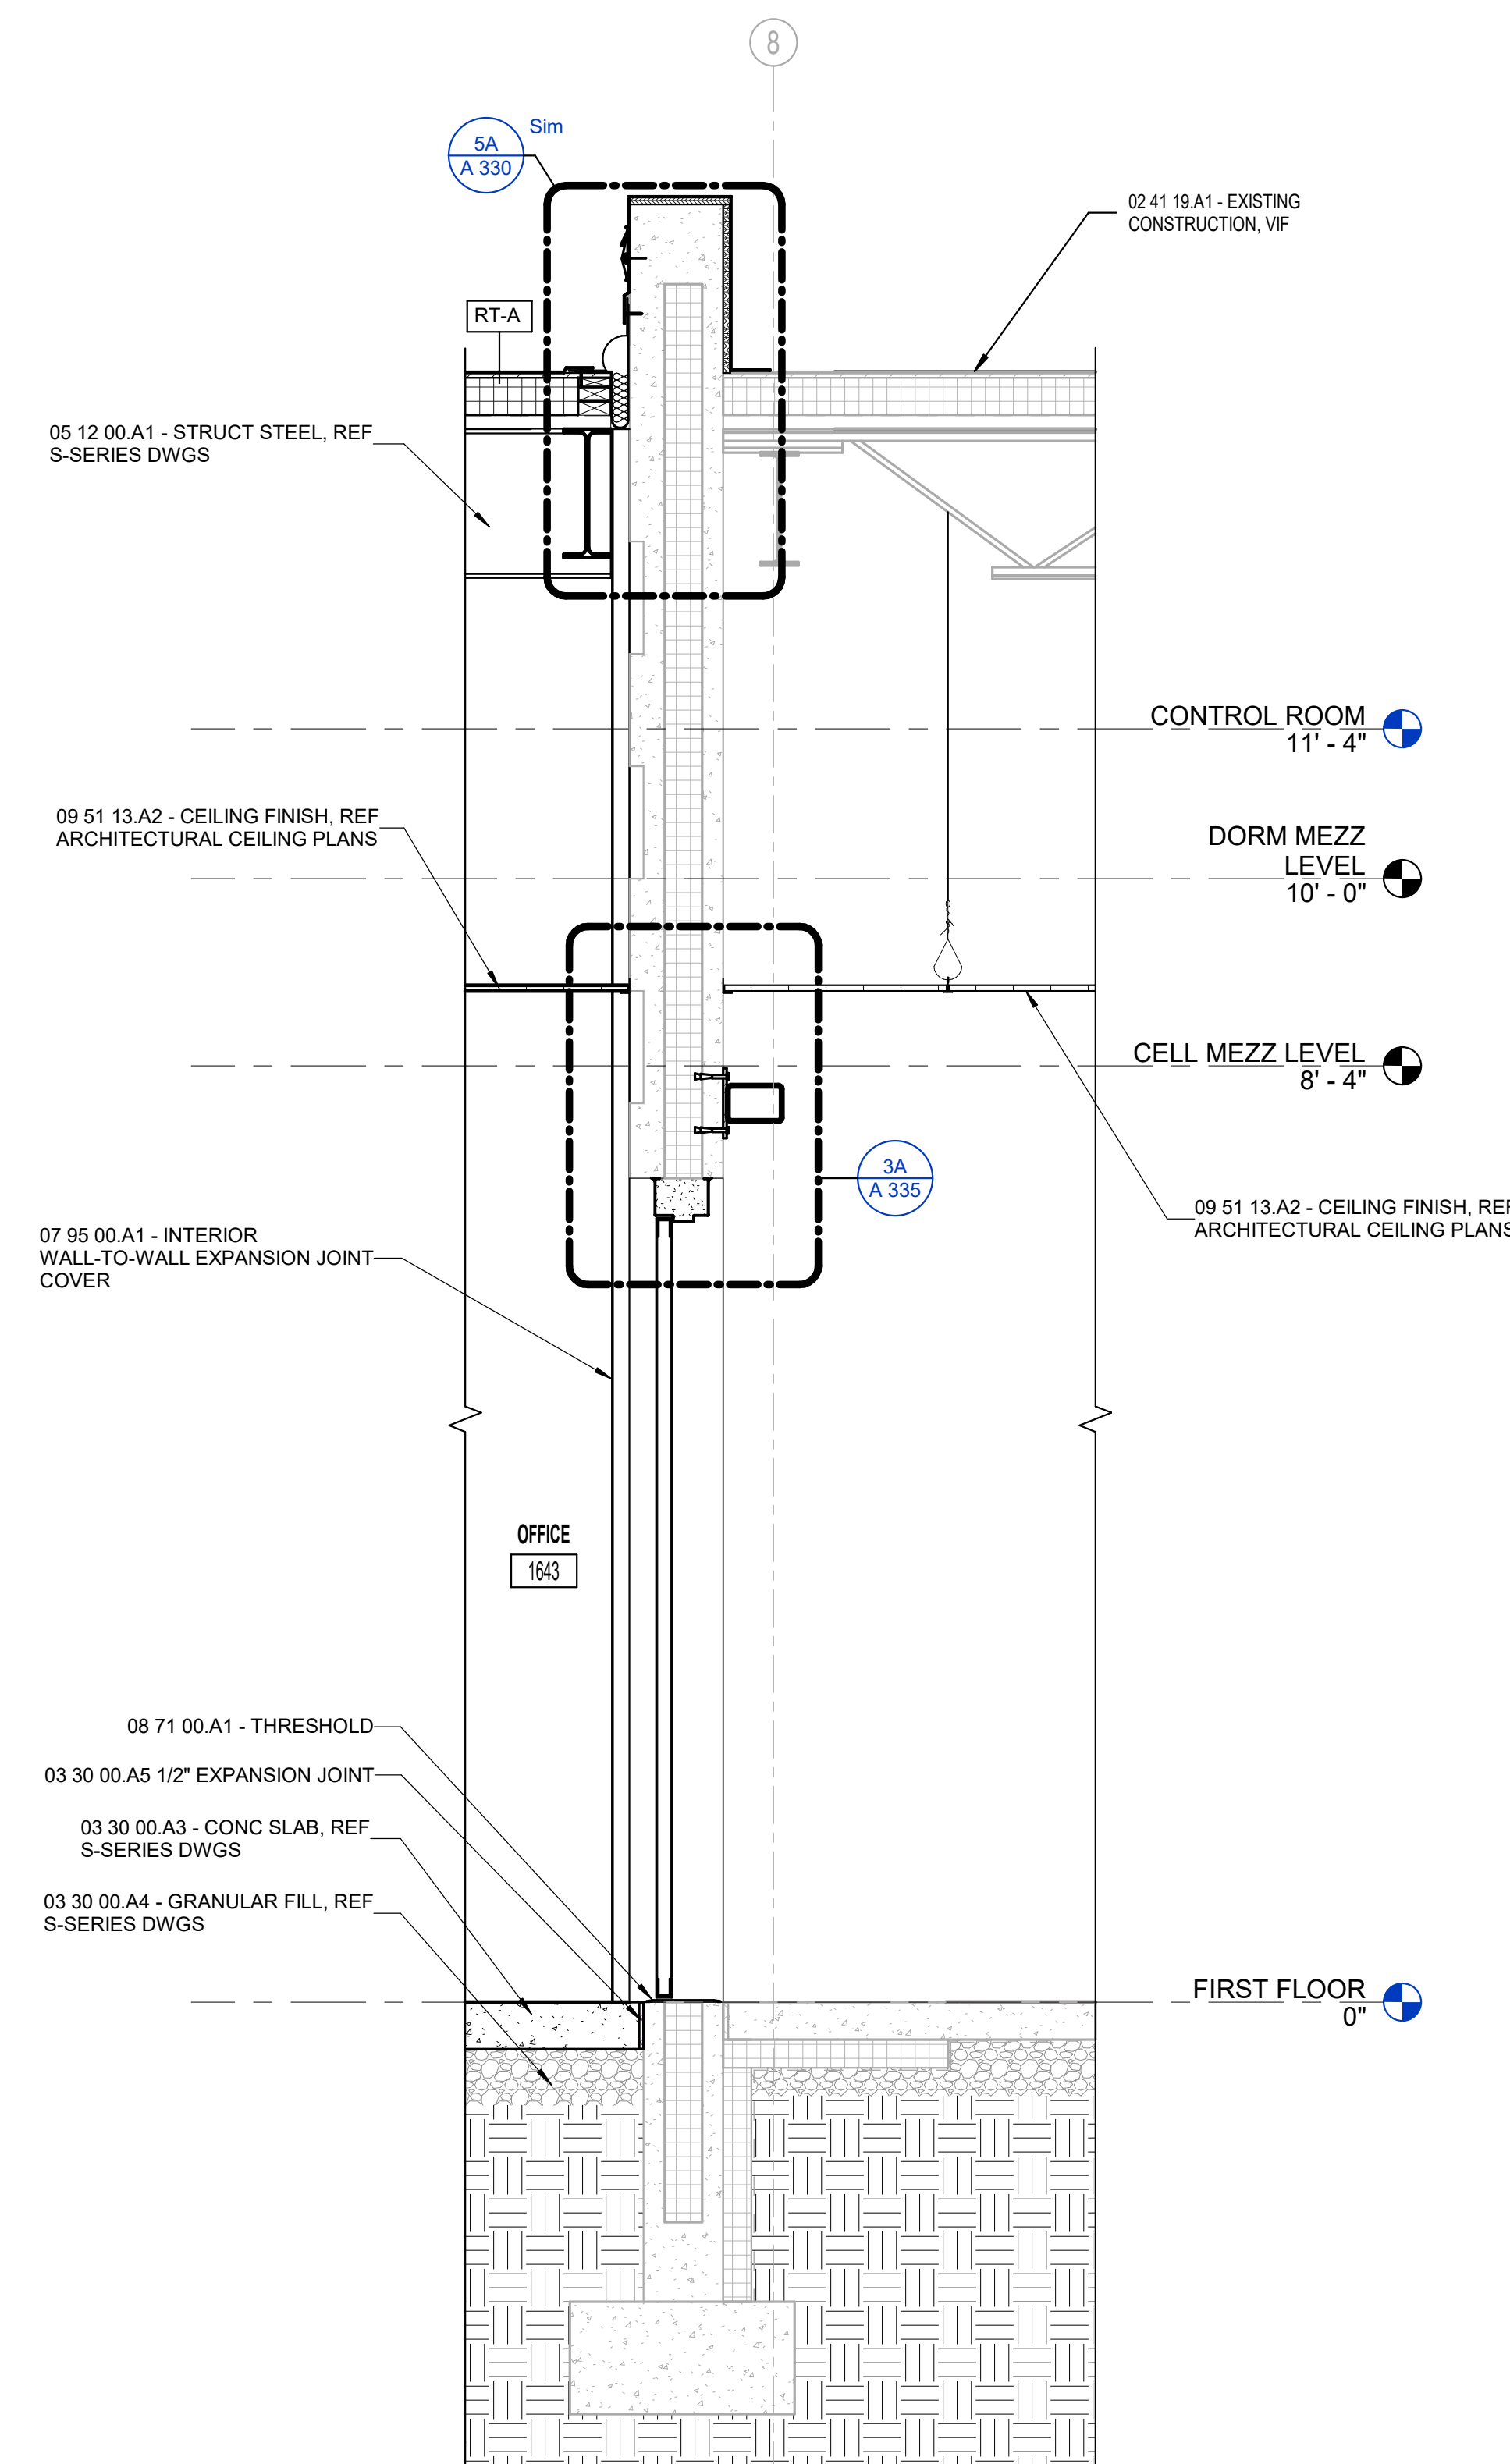 8
5A
A 330
Sim
02 41 19.A1 - EXISTING
CONSTRUCTION, VIF
RT-A
05 12 00.A1 - STRUCT STEEL, REF
S-SERIES DWGS
CONTROL ROOM
11' - 4"
09 51 13.A2 - CEILING FINISH, REF
ARCHITECTURAL CEILING PLANS
DORM MEZZ
LEVEL
10' - 0"
CELL MEZZ LEVEL
8' - 4"
3A
A 335
09 51 13.A2 - CEILING FINISH, REF
ARCHITECTURAL CEILING PLANS
07 95 00.A1 - INTERIOR
WALL-TO-WALL EXPANSION JOINT
COVER
OFFICE
1643
08 71 00.A1 - THRESHOLD
03 30 00.A5 1/2" EXPANSION JOINT
03 30 00.A3 - CONC SLAB, REF
S-SERIES DWGS
03 30 00.A4 - GRANULAR FILL, REF
S-SERIES DWGS
FIRST FLOOR
0"